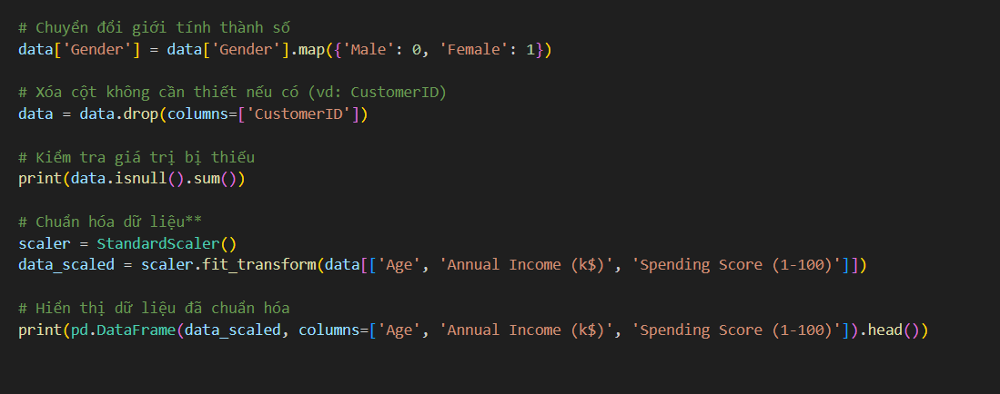 # Chuyển đổi giới tính thành số
data['Gender'] = data['Gender'].map({'Male': 0, 'Female': 1})
# Xóa cột không cần thiết nếu có (vd: CustomerID)
data = data.drop(columns=['CustomerID'])
# Kiểm tra giá trị bị thiếu
print(data.isnull().sum())
# Chuẩn hóa dữ liệu**
scaler = StandardScaler()
data_scaled = scaler.fit_transform(data[['Age', 'Annual Income (k$)', 'Spending Score (1-100)']])
# Hiển thị dữ liệu đã chuẩn hóa
print(pd.DataFrame(data_scaled, columns=['Age', 'Annual Income (k$)', 'Spending Score (1-100)']).head())